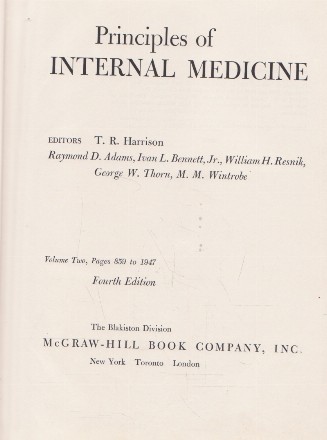 Principles of
INTERNAL MEDICINE
EDITORS T. R. Harrison
Raymond D. Adams, Ivan L. Bennett, Jr., William H. Resnik,
George W. Thorn, M. M. Wintrobe
Volume Two, Pages 859 to 1947
Fourth Edition
The Blakiston Division
McGRAW-HILL BOOK COMPANY, INC.
New York Toronto London